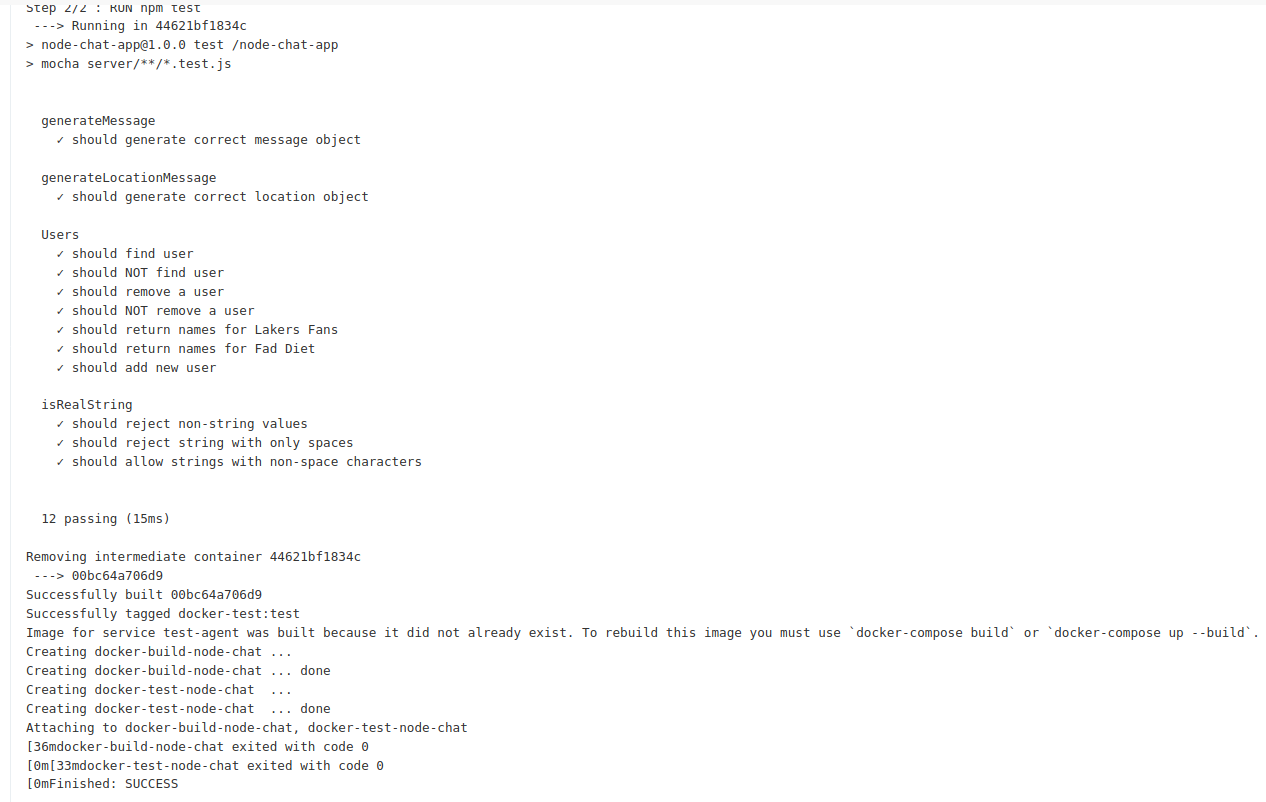 Step 2/2 : RUN npm test
 ---> Running in 44621bf1834c
> node-chat-app@1.0.0 test /node-chat-app
> mocha server/**/*.test.js
  generateMessage
    ✓ should generate correct message object
  generateLocationMessage
    ✓ should generate correct location object
  Users
    ✓ should find user
    ✓ should NOT find user
    ✓ should remove a user
    ✓ should NOT remove a user
    ✓ should return names for Lakers Fans
    ✓ should return names for Fad Diet
    ✓ should add new user
  isRealString
    ✓ should reject non-string values
    ✓ should reject string with only spaces
    ✓ should allow strings with non-space characters
  12 passing (15ms)
Removing intermediate container 44621bf1834c
 ---> 00bc64a706d9
Successfully built 00bc64a706d9
Successfully tagged docker-test:test
Image for service test-agent was built because it did not already exist. To rebuild this image you must use `docker-compose build` or `docker-compose up --build`.
Creating docker-build-node-chat ...
Creating docker-build-node-chat ... done
Creating docker-test-node-chat  ...
Creating docker-test-node-chat  ... done
Attaching to docker-build-node-chat, docker-test-node-chat
[36mdocker-build-node-chat exited with code 0
[0m[33mdocker-test-node-chat exited with code 0
[0mFinished: SUCCESS